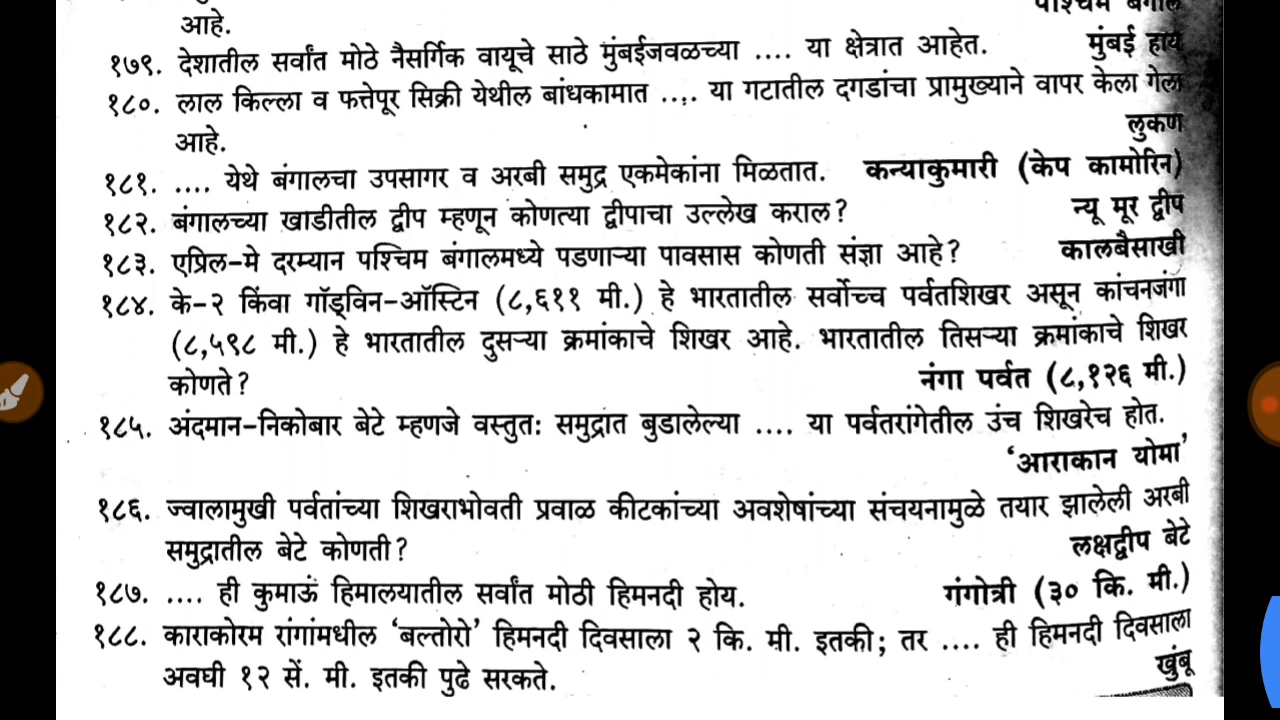 पश्चिम बंगाल
आहे.
१७९. देशातील सर्वांत मोठे नैसर्गिक वायूचे साठे मुंबईजवळच्या .... या क्षेत्रात आहेत. मुंबई हाय
१८०. लाल किल्ला व फत्तेपूर सिक्री येथील बांधकामात .... या गटातील दगडांचा प्रामुख्याने वापर केला गेला
आहे. लुकण
१८१. .... येथे बंगालचा उपसागर व अरबी समुद्र एकमेकांना मिळतात. कन्याकुमारी (केप कामोरिन)
१८२. बंगालच्या खाडीतील द्वीप म्हणून कोणत्या द्वीपाचा उल्लेख कराल? न्यू मूर द्वीप
१८३. एप्रिल-मे दरम्यान पश्चिम बंगालमध्ये पडणाऱ्या पावसास कोणती संज्ञा आहे? कालबैसाखी
१८४. के-२ किंवा गॉड्विन-ऑस्टिन (८,६११ मी.) हे भारतातील सर्वोच्च पर्वतशिखर असून कांचनजंगा
(८,५९८ मी.) हे भारतातील दुसऱ्या क्रमांकाचे शिखर आहे. भारतातील तिसऱ्या क्रमांकाचे शिखर
कोणते? नंगा पर्वत (८,१२६ मी.)
१८५. अंदमान-निकोबार बेटे म्हणजे वस्तुतः समुद्रात बुडालेल्या .... या पर्वतरांगेतील उंच शिखरेच होत.
‘आराकान योमा’
१८६. ज्वालामुखी पर्वतांच्या शिखराभोवती प्रवाळ कीटकांच्या अवशेषांच्या संचयनामुळे तयार झालेली अरबी
समुद्रातील बेटे कोणती? लक्षद्वीप बेटे
१८७. .... ही कुमाऊं हिमालयातील सर्वांत मोठी हिमनदी होय. गंगोत्री (३० कि. मी.)
१८८. काराकोरम रांगांमधील ‘बल्तोरो’ हिमनदी दिवसाला २ कि. मी. इतकी; तर .... ही हिमनदी दिवसाला
अवघी १२ सें. मी. इतकी पुढे सरकते. खुंबू